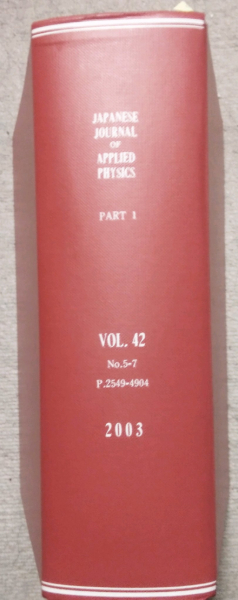 JAPANESE
JOURNAL
OF
APPLIED
PHYSICS
PART 1
VOL. 42
No.5-7
P.2549-4904
2003